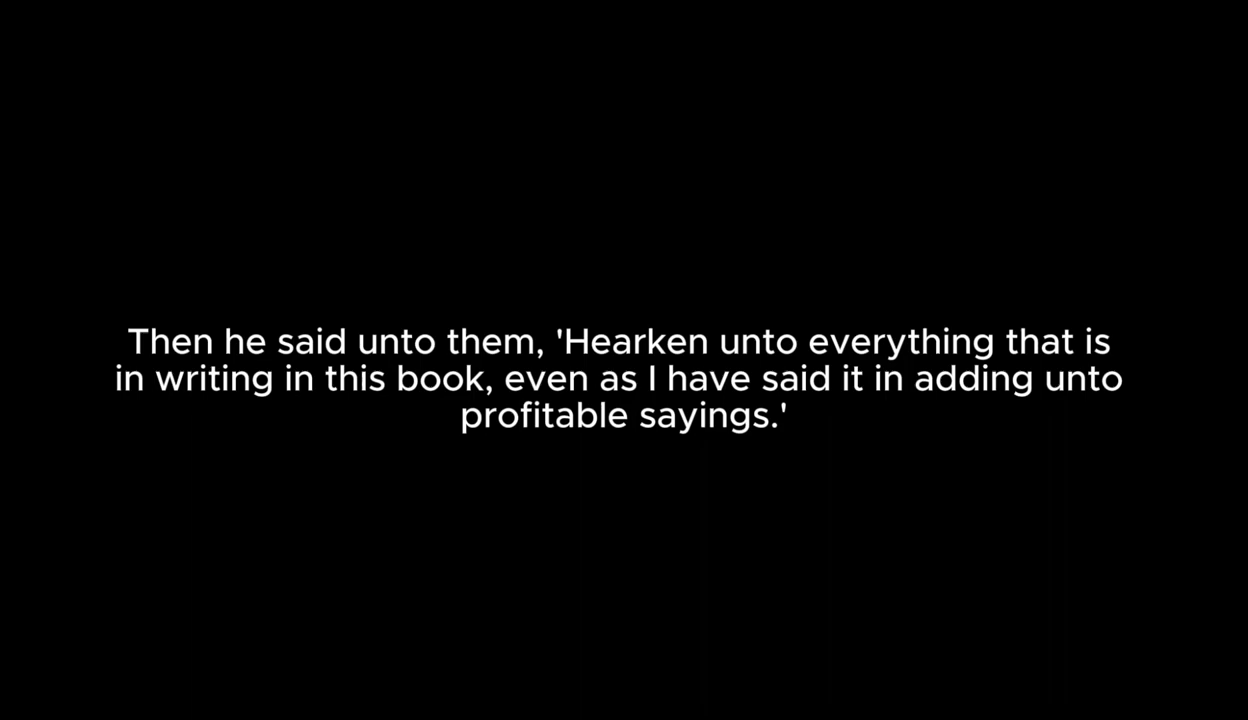 Then he said unto them, 'Hearken unto everything that is
in writing in this book, even as I have said it in adding unto
profitable sayings.'